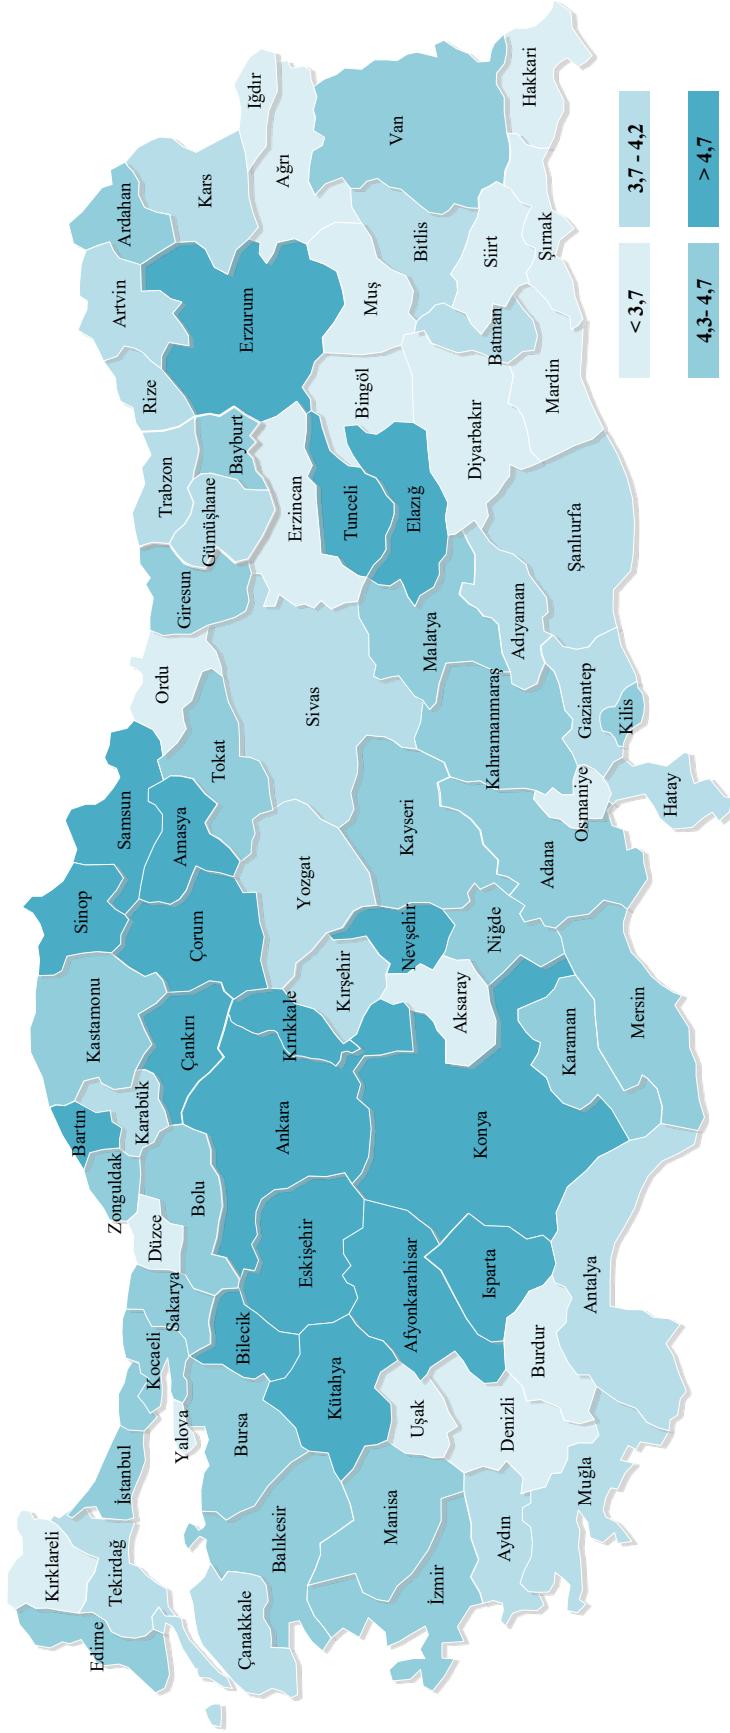 Kırklareli
Edirne
Tekirdağ
İstanbul
Kocaeli
Yalova
Sakarya
Düzce
Zonguldak
Bartın
Karabük
Kastamonu
Sinop
Samsun
Ordu
Giresun
Trabzon
Rize
Artvin
Ardahan
Çanakkale
Balıkesir
Bursa
Bilecik
Bolu
Çankırı
Çorum
Amasya
Tokat
Gümüşhane
Bayburt
Erzurum
Kars
Iğdır
Ağrı
Kütahya
Eskişehir
Ankara
Kırıkkale
Kırşehir
Yozgat
Sivas
Erzincan
Tunceli
Bingöl
Muş
Bitlis
Van
Hakkari
İzmir
Manisa
Uşak
Afyonkarahisar
Isparta
Konya
Aksaray
Nevşehir
Niğde
Kayseri
Malatya
Elazığ
Diyarbakır
Batman
Siirt
Şırnak
Mardin
Aydın
Denizli
Muğla
Burdur
Antalya
Karaman
Mersin
Adana
Kahramanmaraş
Osmaniye
Hatay
Gaziantep
Kilis
Adıyaman
Şanlıurfa
< 3,7
3,7 - 4,2
4,3- 4,7
> 4,7